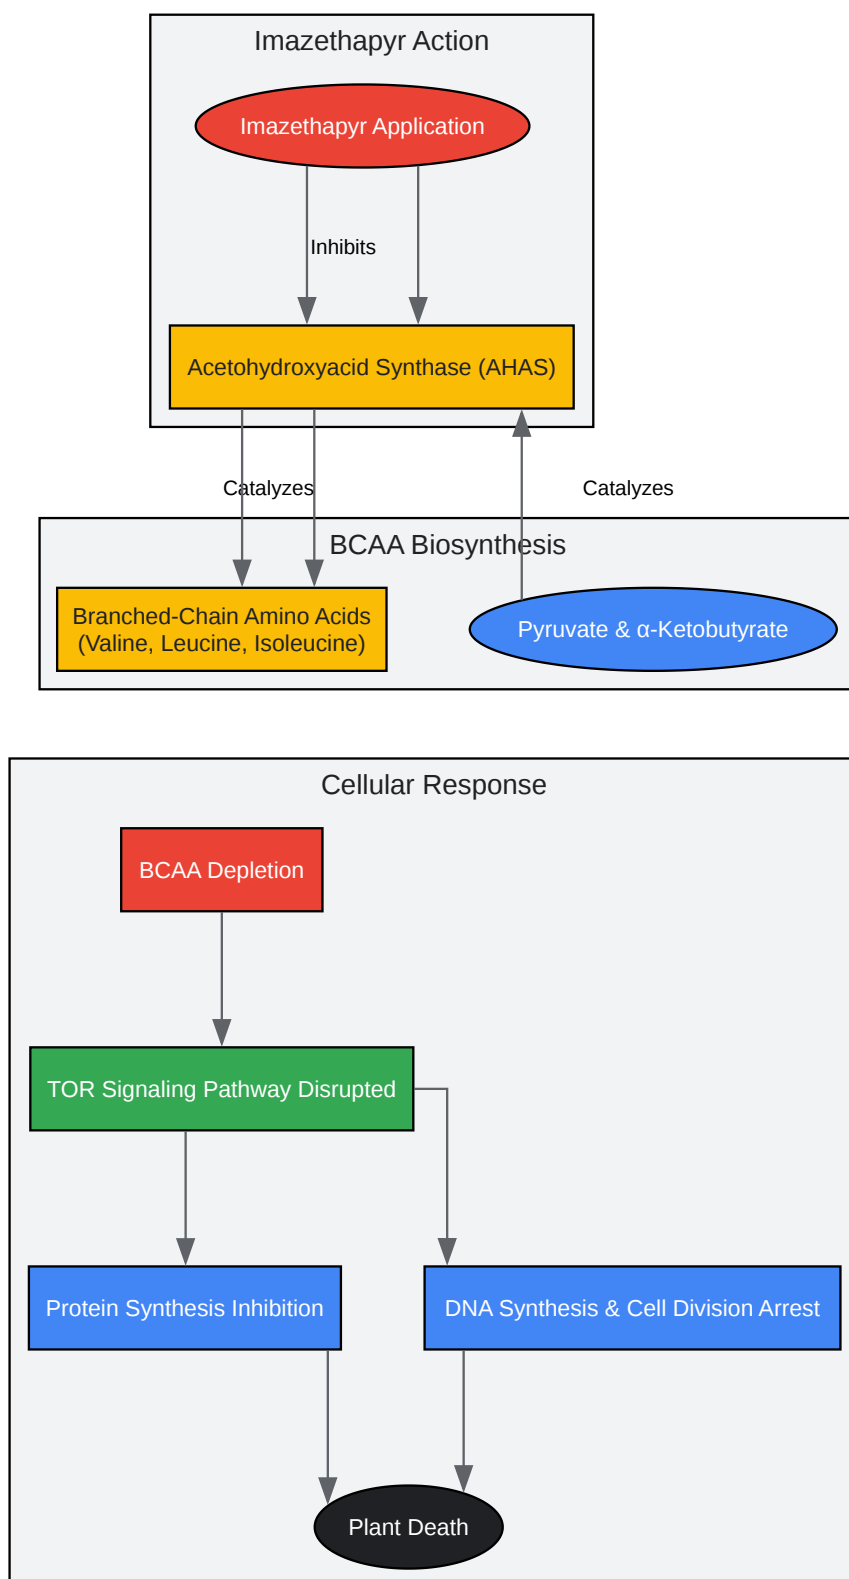 Imazethapyr Action
Imazethapyr Application
Inhibits
Acetohydroxyacid Synthase (AHAS)
Catalyzes
Catalyzes
BCAA Biosynthesis
Branched-Chain Amino Acids
(Valine, Leucine, Isoleucine)
Pyruvate & α-Ketobutyrate
Cellular Response
BCAA Depletion
TOR Signaling Pathway Disrupted
Protein Synthesis Inhibition
DNA Synthesis & Cell Division Arrest
Plant Death